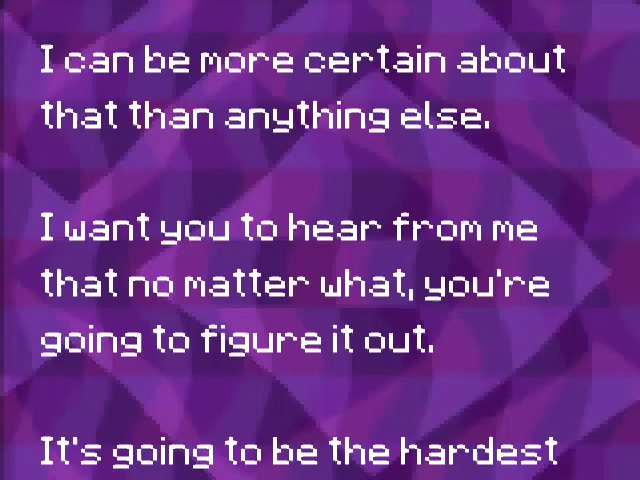 I can be more certain about
that than anything else.
I want you to hear from me
that no matter what, you're
going to figure it out.
It's going to be the hardest